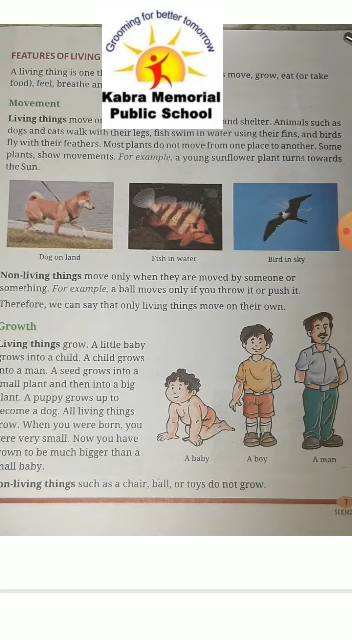 Grooming for better tomorrow
Kabra Memorial
Public School
FEATURES OF LIVING
A living thing is one th s move, grow, eat (or take
food), feel, breathe an
Movement
Living things move and shelter. Animals such as
dogs and cats walk with their legs, fish swim in water using their fins, and birds
fly with their feathers. Most plants do not move from one place to another. Some
plants, show movements. For example, a young sunflower plant turns towards
the Sun.
Dog on land
Fish in water
Bird in sky
Non-living things move only when they are moved by someone or
something. For example, a ball moves only if you throw it or push it.
Therefore, we can say that only living things move on their own.
Growth
Living things grow. A little baby
rows into a child. A child grows
nto a man. A seed grows into a
mall plant and then into a big
lant. A puppy grows up to
ecome a dog. All living things
row. When you were born, you
ere very small. Now you have
own to be much bigger than a
mall baby.
A baby
A boy
A man
on-living things such as a chair, ball, or toys do not grow.
7